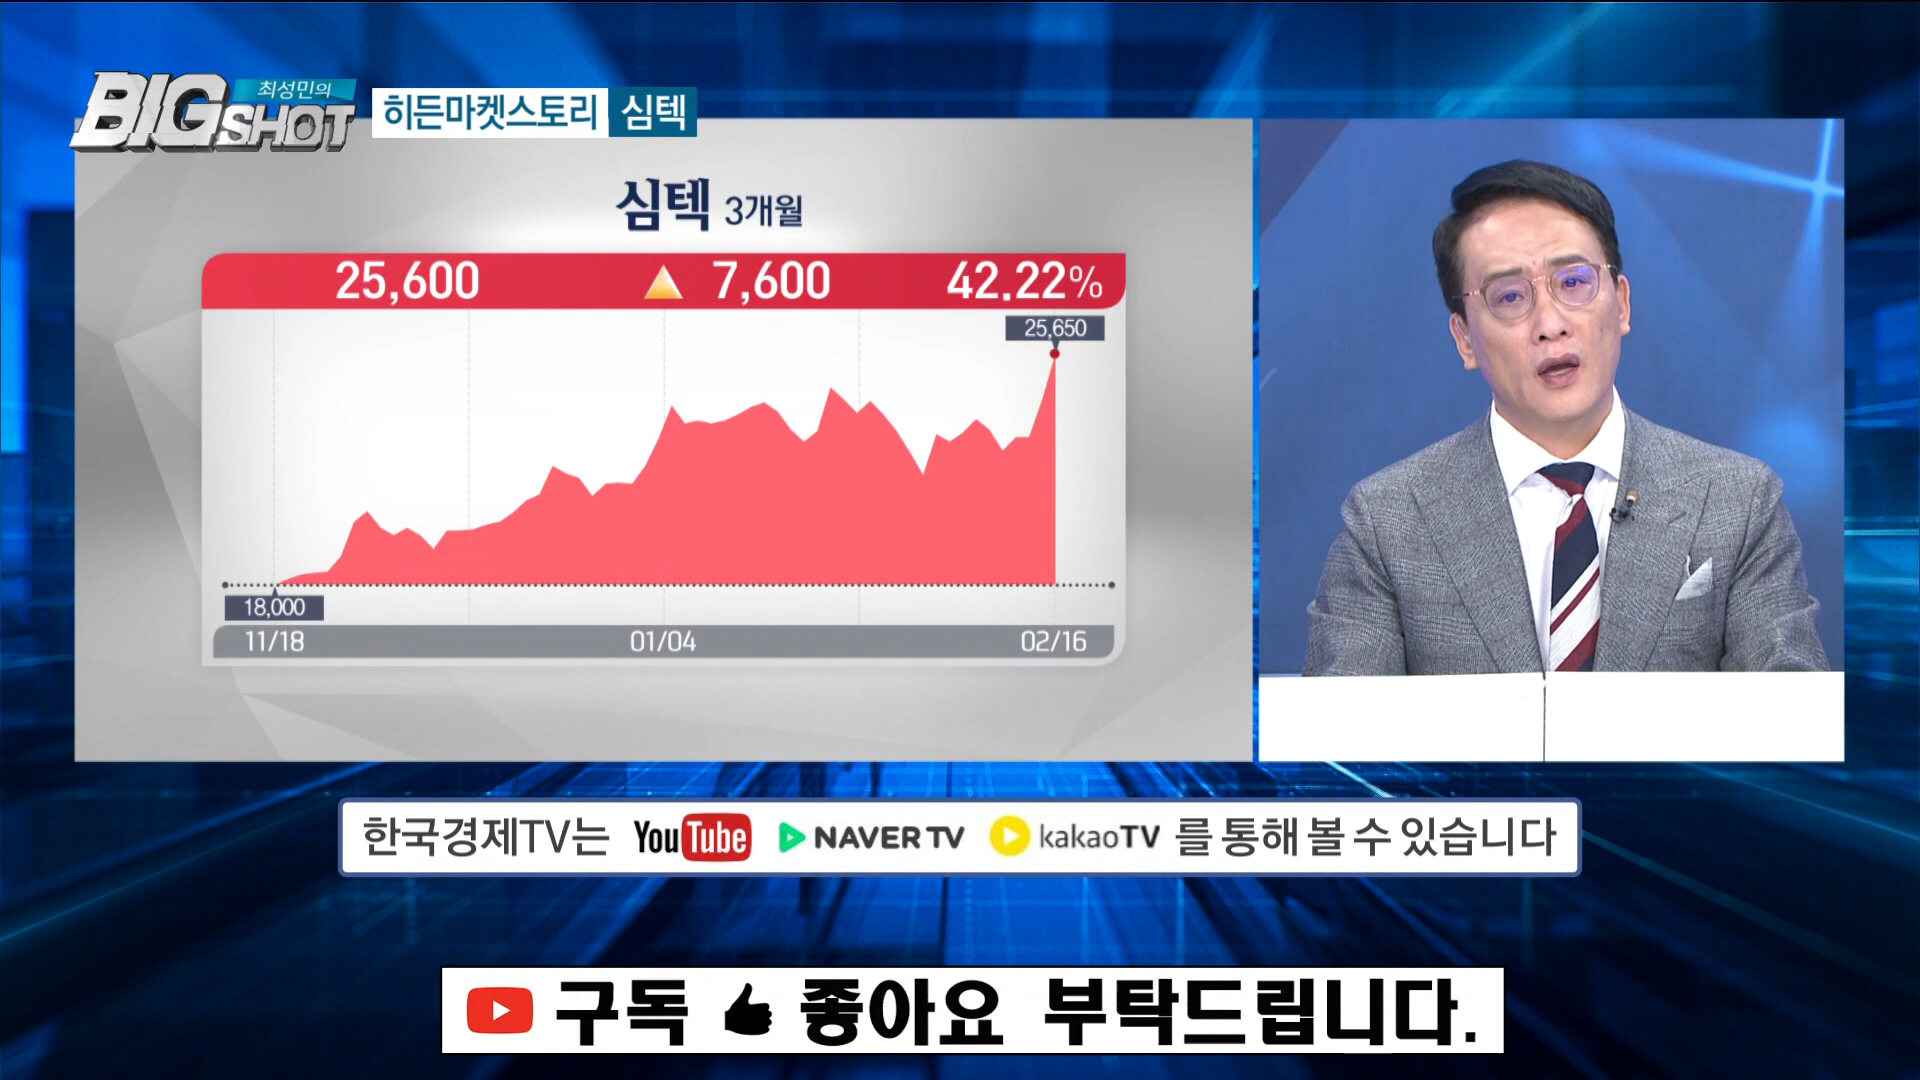 최성민의
BIG SHOT
히든마켓스토리 심텍
심텍 3개월
25,600 ▲ 7,600 42.22%
25,650
18,000
11/18 01/04 02/16
한국경제TV는 YouTube NAVER TV kakaoTV 를 통해 볼 수 있습니다
구독 좋아요 부탁드립니다.